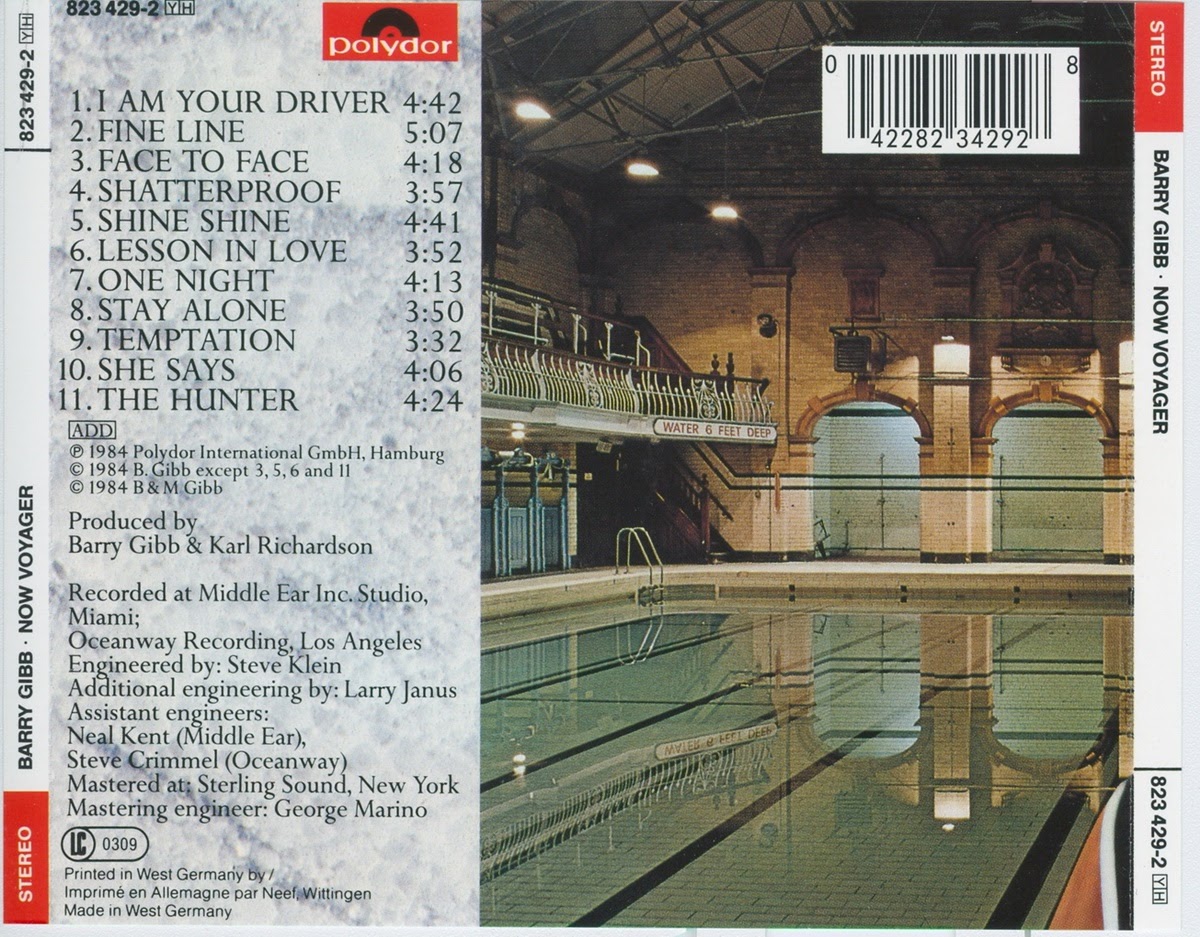 823 429-2 YH
polydor
1. I AM YOUR DRIVER 4:42
2. FINE LINE 5:07
3. FACE TO FACE 4:18
4. SHATTERPROOF 3:57
5. SHINE SHINE 4:41
6. LESSON IN LOVE 3:52
7. ONE NIGHT 4:13
8. STAY ALONE 3:50
9. TEMPTATION 3:32
10. SHE SAYS 4:06
11. THE HUNTER 4:24
ADD
℗ 1984 Polydor International GmbH, Hamburg
© 1984 B. Gibb except 3, 5, 6 and 11
© 1984 B & M Gibb
Produced by
Barry Gibb & Karl Richardson
Recorded at Middle Ear Inc. Studio,
Miami;
Oceanway Recording, Los Angeles
Engineered by: Steve Klein
Additional engineering by: Larry Janus
Assistant engineers:
Neal Kent (Middle Ear),
Steve Crimmel (Oceanway)
Mastered at: Sterling Sound, New York
Mastering engineer: George Marino
LC 0309
Printed in West Germany by /
Imprimé en Allemagne par Neef, Wittingen
Made in West Germany
0 42282 34292 8
WATER 6 FEET DEEP
WATER 6 FEET DEEP
STEREO BARRY GIBB · NOW VOYAGER 823 429-2 YH
STEREO BARRY GIBB · NOW VOYAGER 823 429-2 YH